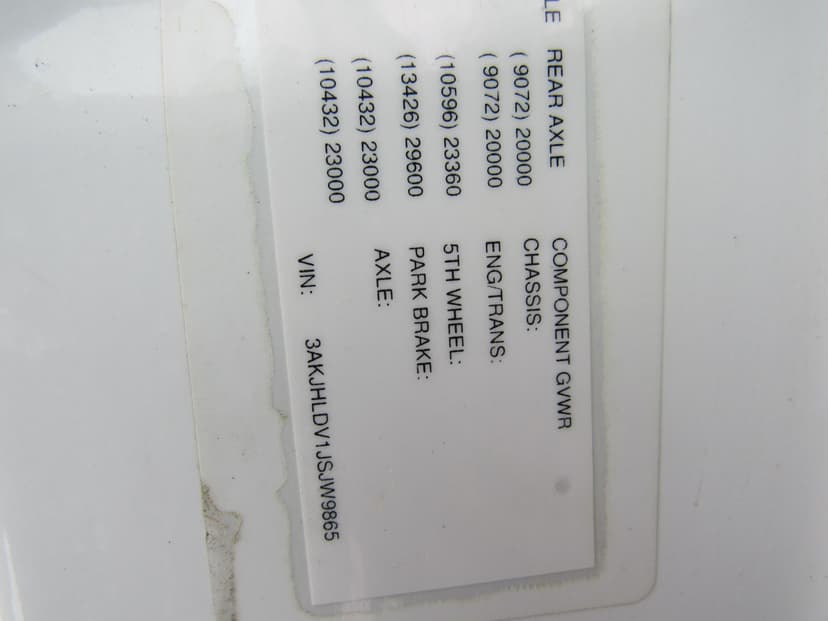 LE REAR AXLE COMPONENT GVWR
( 9072) 20000 CHASSIS:
( 9072) 20000 ENG/TRANS:
(10596) 23360 5TH WHEEL:
(13426) 29600 PARK BRAKE:
(10432) 23000 AXLE:
(10432) 23000
VIN: 3AKJHLDV1JSJW9865